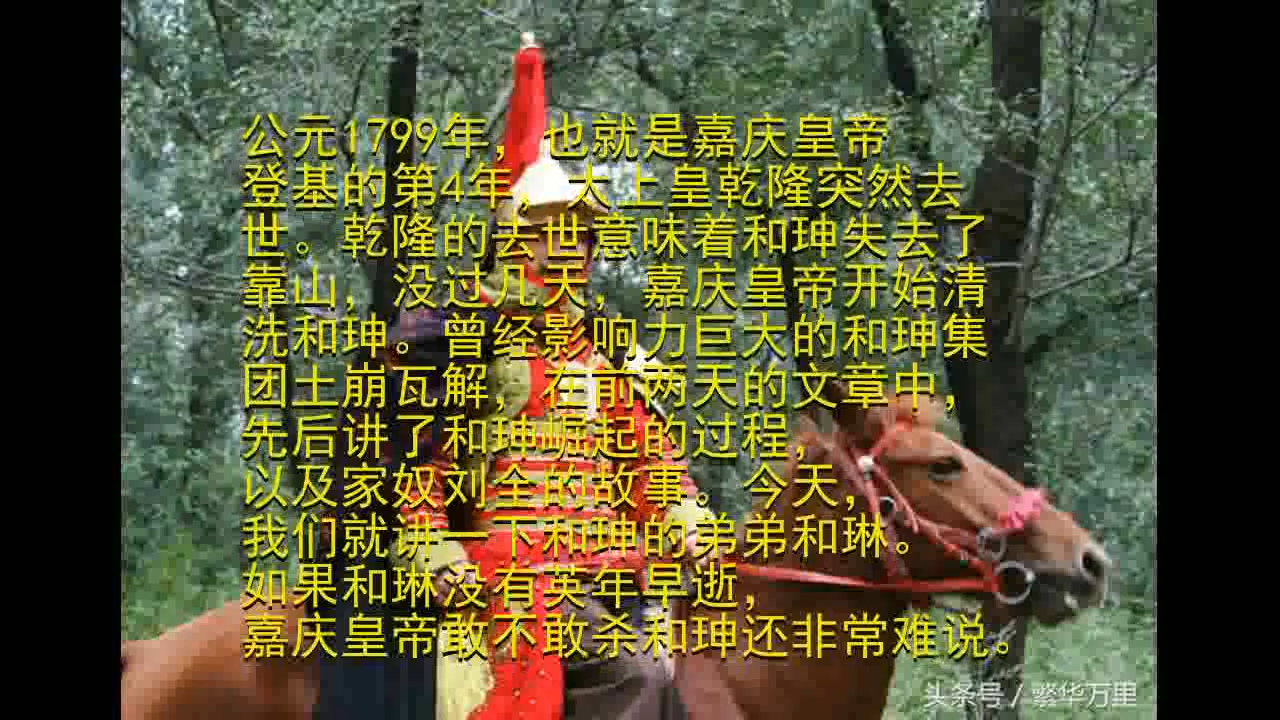 公元1799年，也就是嘉庆皇帝
登基的第4年，太上皇乾隆突然去
世。乾隆的去世意味着和珅失去了
靠山，没过几天，嘉庆皇帝开始清
洗和珅。曾经影响力巨大的和珅集
团土崩瓦解，在前两天的文章中，
先后讲了和珅崛起的过程，
以及家奴刘全的故事。今天，
我们就讲一下和珅的弟弟和琳。
如果和琳没有英年早逝，
嘉庆皇帝敢不敢杀和珅还非常难说。
头条号 / 繁华万里